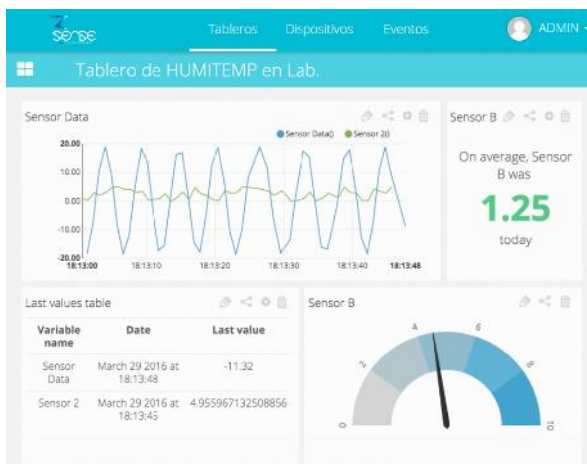 sense
Tableros Dispositivos Eventos ADMIN
Tablero de HUMITEMP en Lab.
Sensor Data
Sensor Data() Sensor 2()
20.00
10.00
0.00
-10.00
-20.00
18:13:00 18:13:10 18:13:20 18:13:30 18:13:40 18:13:48
Sensor B
On average, Sensor
B was
1.25
today
Last values table
Variable
name
Date
Last value
Sensor
Data
March 29 2016 at
18:13:48
-11.32
Sensor 2
March 29 2016 at
18:13:45
4.955967132508856
Sensor B
0 2 4 6 8 10